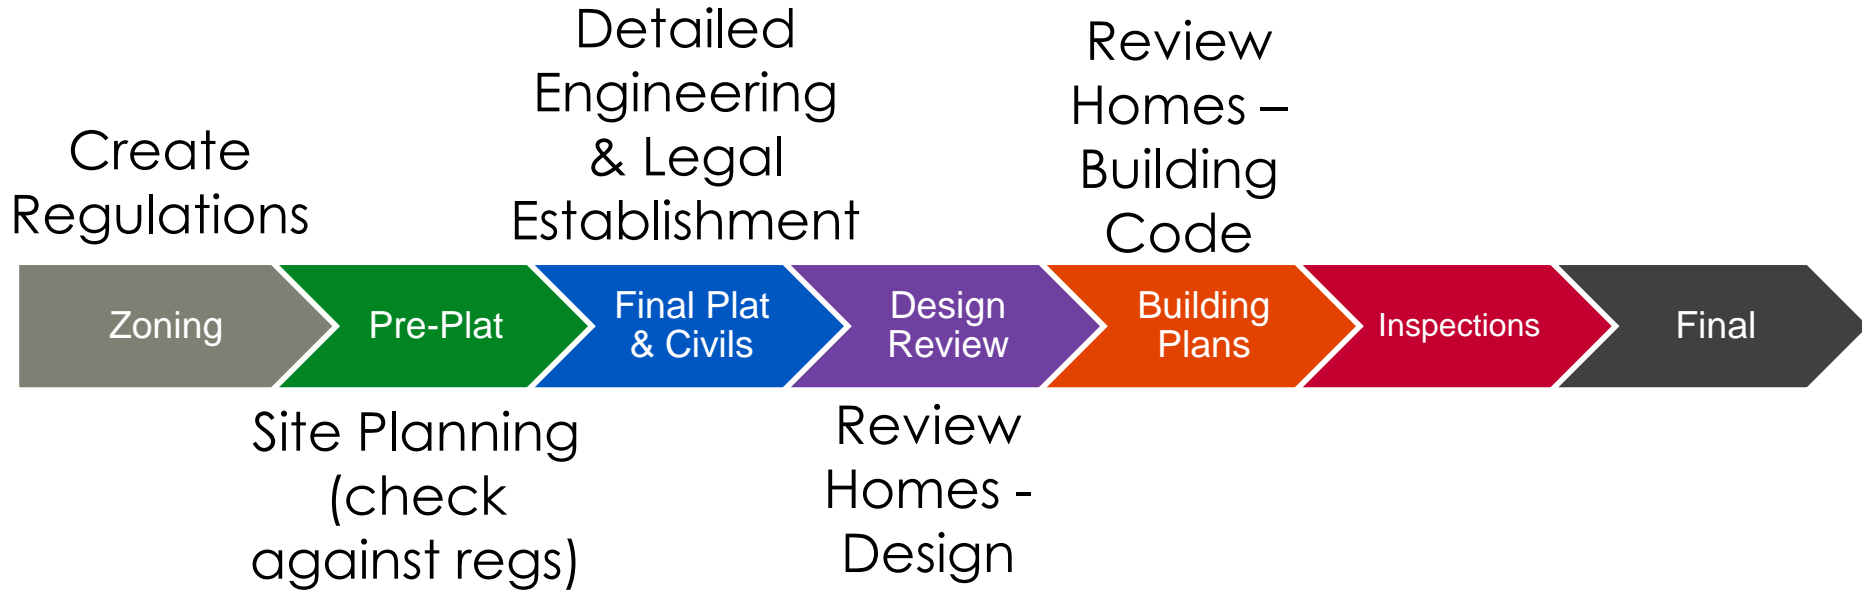 Create
Regulations
Detailed
Engineering
& Legal
Establishment
Review
Homes –
Building
Code
Zoning
Pre-Plat
Final Plat
& Civils
Design
Review
Building
Plans
Inspections
Final
Site Planning
(check
against regs)
Review
Homes -
Design